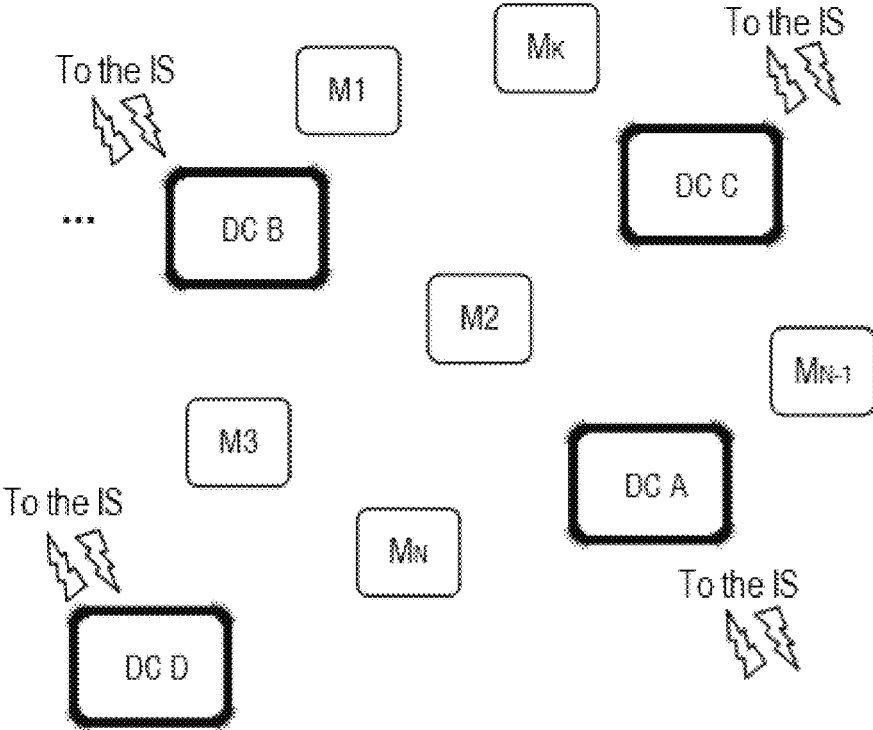 To the IS
MK
To the IS
M1
DC C
...
DC B
M2
MN-1
M3
DC A
To the IS
MN
To the IS
DC D